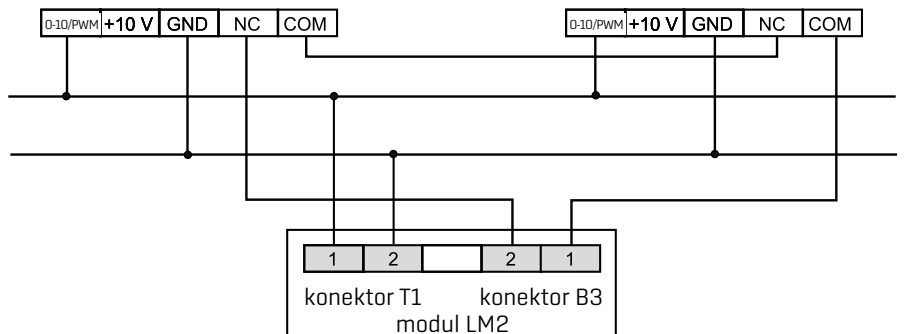 0-10/PWM +10 V GND NC COM 0-10/PWM +10 V GND NC COM
1 2 2 1
konektor T1 konektor B3
modul LM2